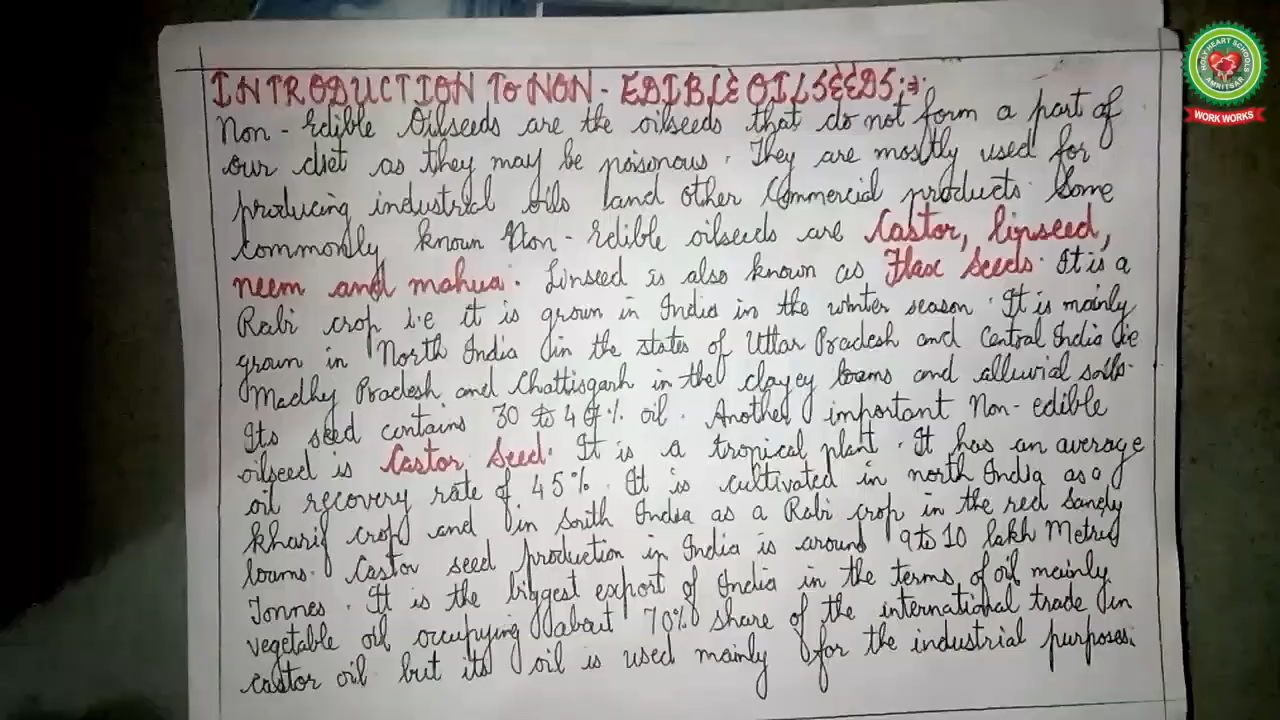 INTRODUCTION To NON - EDIBLE OILSEEDS :→:
Non - Edible Oilseeds are the oilseeds that do not form a part of
our diet as they may be poisonous. They are mostly used for
producing industrial oils and other Commercial products. Some
commonly known Non - Edible oilseeds are Castor, linseed,
neem and mahua. Linseed is also known as Flax Seeds. It is a
Rabi crop i.e it is grown in India in the winter season. It is mainly
grown in North India in the states of Uttar Pradesh and Central India ie
Madhy Pradesh and Chattisgarh in the clayey loams and alluvial soils.
Its seed contains 30 to % oil. Another important Non - edible
oilseed is Castor Seed. It is a tropical plant. It has an average
oil recovery rate of 45%. It is cultivated in north India as a
kharif crop and in South India as a Rabi crop in the red sandy
loams. Castor seed production in India is around 9 to 10 lakh Metric
Tonnes. It is the biggest export of India in the terms of oil mainly
vegetable oil occupying about 70% share of the international trade in
castor oil but its oil is used mainly for the industrial purposes.
HOLY HEART SCHOOLS
AMRITSAR
WORK WORKS